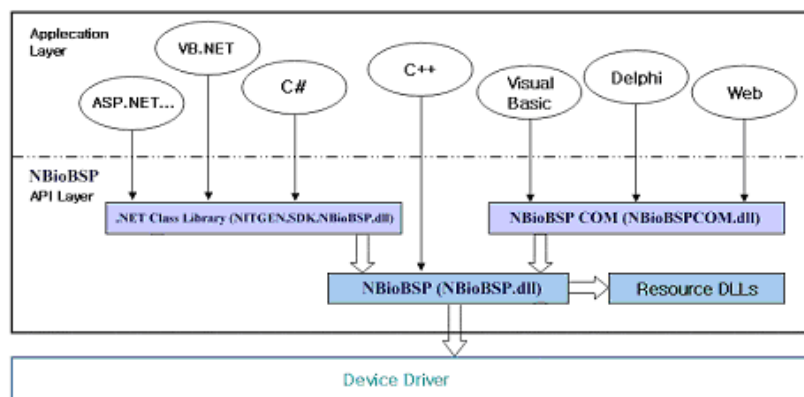 Applecation
Layer
VB.NET
C++
ASP.NET...
C#
Visual
Basic
Delphi
Web
NBioBSP
API Layer
.NET Class Library (NITGEN.SDK.NBioBSP.dll)
NBioBSP COM (NBioBSPCOM.dll)
NBioBSP (NBioBSP.dll)
Resource DLLs
Device Driver